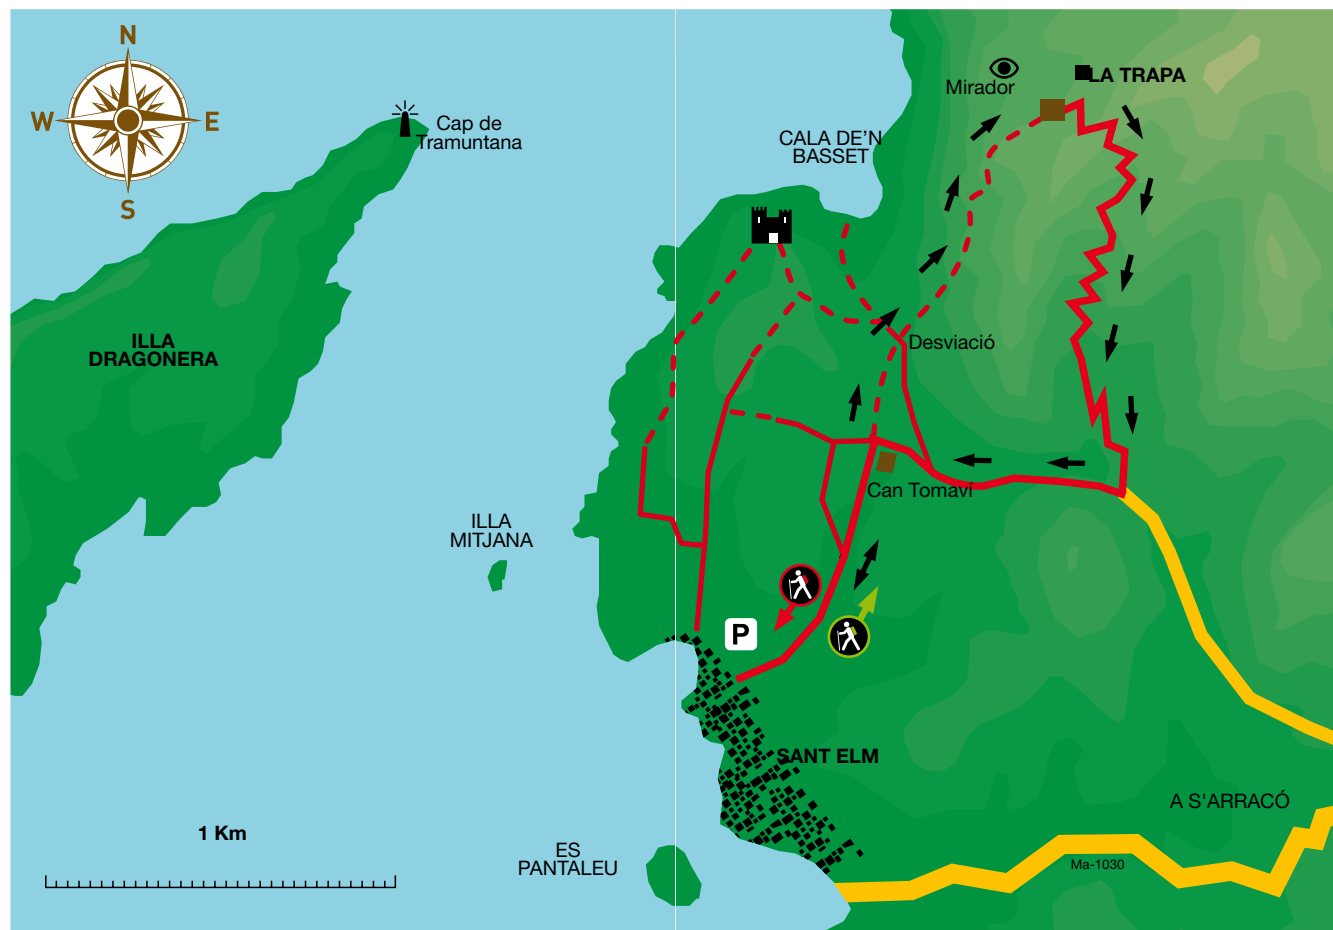 N
W
E
S
Cap de
Tramuntana
Mirador
LA TRAPA
CALA DE'N
BASSET
ILLA
DRAGONERA
Desviació
Can Tomaví
ILLA
MITJANA
P
SANT ELM
A S'ARRACÓ
1 Km
ES
PANTALEU
Ma-1030